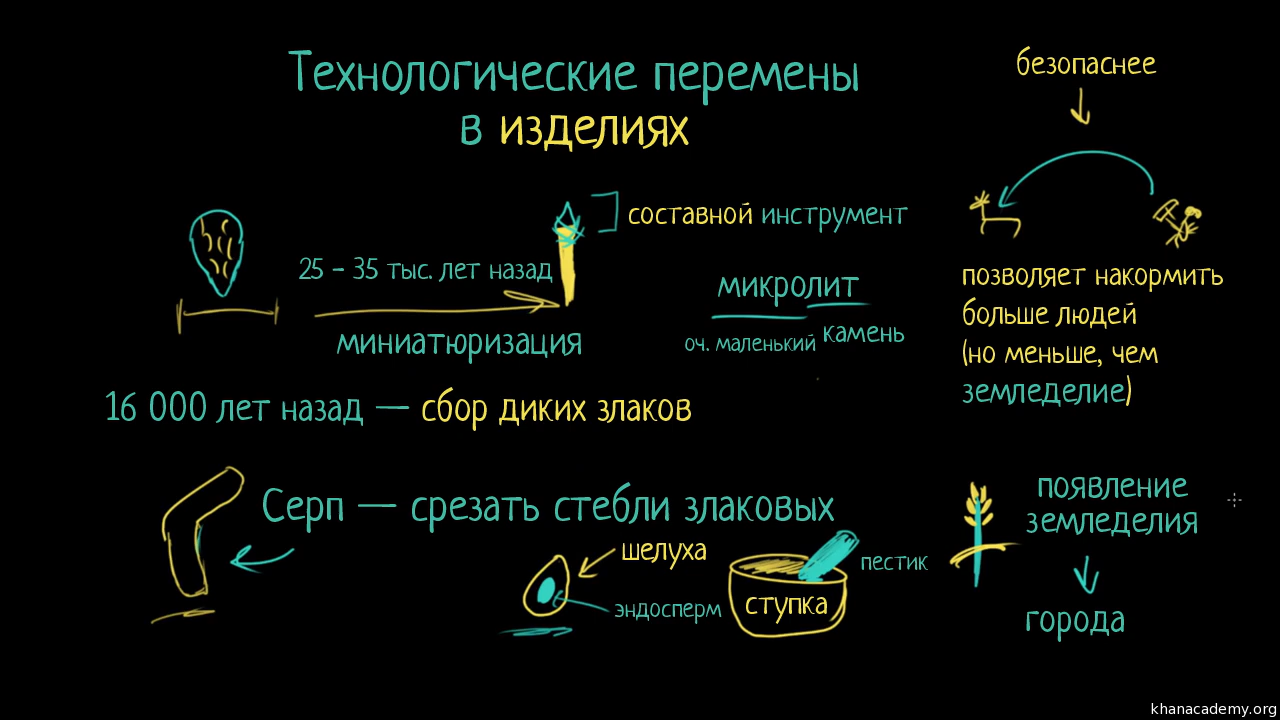 Технологические перемены
в изделиях
безопаснее
составной инструмент
25 - 35 тыс. лет назад
миниатюризация
микролит
оч. маленький камень
позволяет накормить
больше людей
(но меньше, чем
земледелие)
16 000 лет назад — сбор диких злаков
Серп — срезать стебли злаковых
шелуха
эндосперм
ступка
пестик
появление
земледелия
города
khanacademy.org